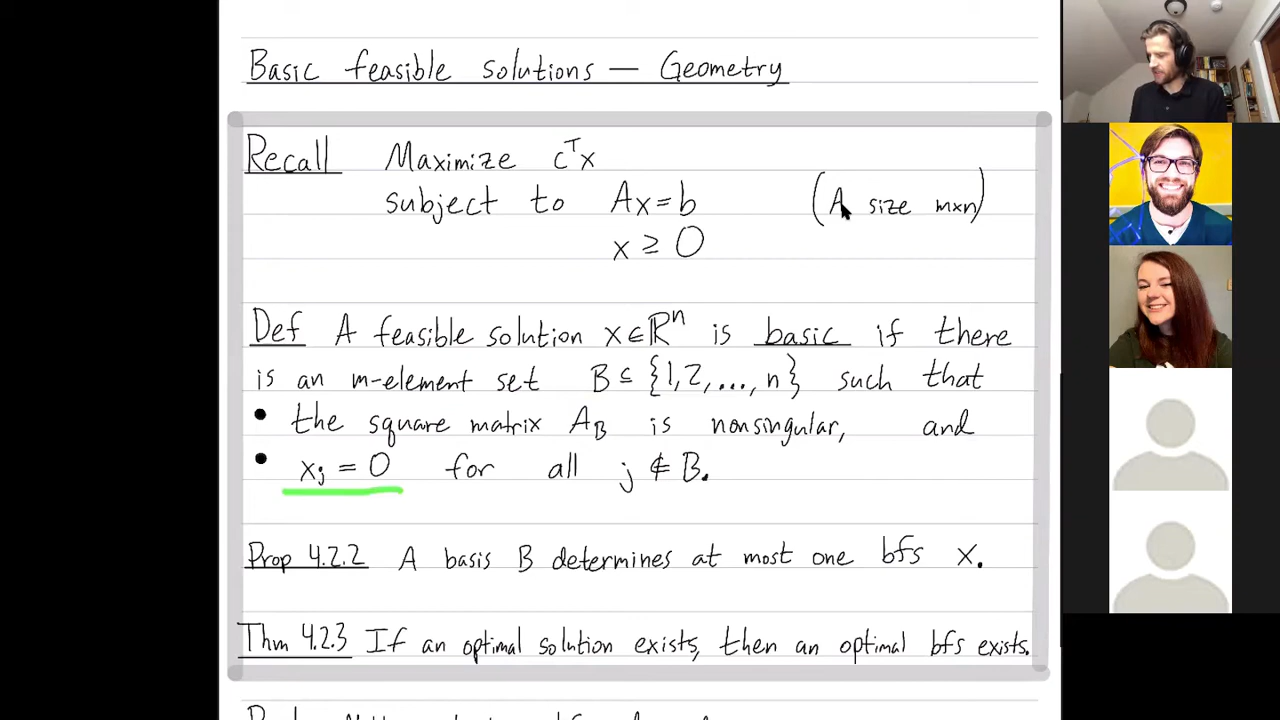 Basic feasible solutions — Geometry
Recall Maximize cᵀx
subject to Ax = b (A size m×n)
x ≥ 0
Def A feasible solution x ∈ ℝⁿ is basic if there
is an m-element set B ⊆ {1, 2, ..., n} such that
• the square matrix A_B is nonsingular, and
• xⱼ = 0 for all j ∉ B.
Prop 4.2.2 A basis B determines at most one bfs x.
Thm 4.2.3 If an optimal solution exists, then an optimal bfs exists.